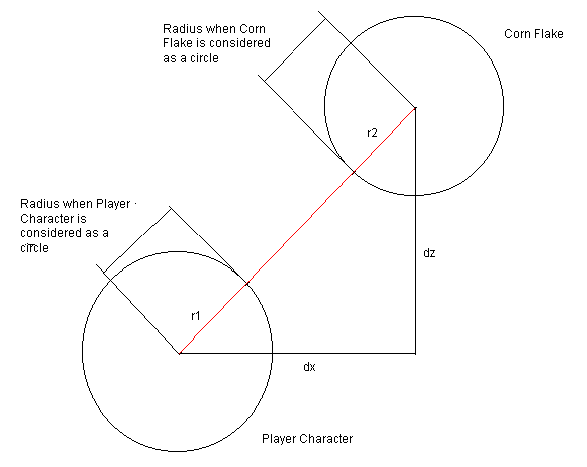 Radius when Corn
Flake is considered
as a circle
Corn Flake
r2
Radius when Player
Character is
considered as a
circle
dz
r1
dx
Player Character